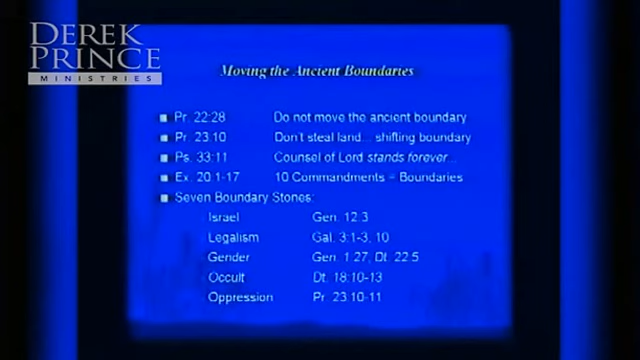 DEREK
PRINCE
MINISTRIES
Moving the Ancient Boundaries
Pr. 22:28 Do not move the ancient boundary
Pr. 23:10 Don't steal land... shifting boundary
Ps. 33:11 Counsel of Lord stands forever...
Ex. 20:1-17 10 Commandments = Boundaries
Seven Boundary Stones:
Israel Gen. 12:3
Legalism Gal. 3:1-3, 10
Gender Gen. 1:27, Dt. 22:5
Occult Dt. 18:10-13
Oppression Pr. 23:10-11